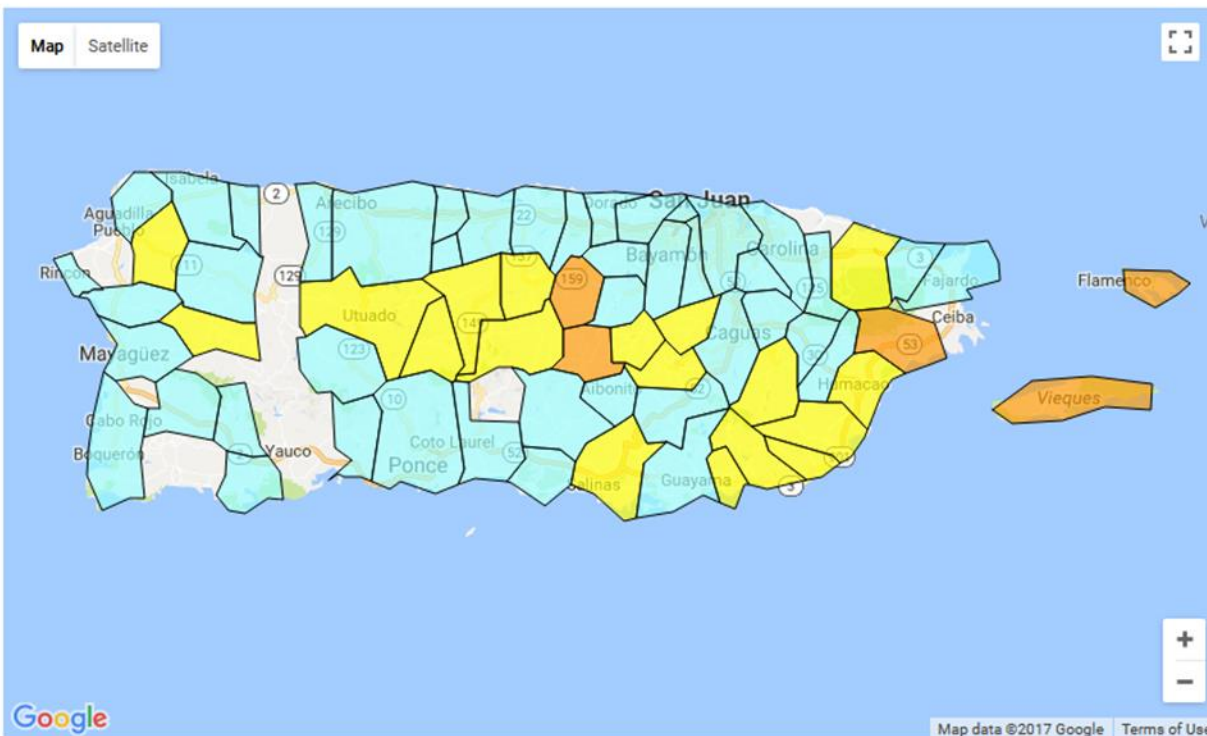 Map Satellite
Isabela
2
San Juan
Arecibo
Dorado
Aguadilla
Pueblo
22
129
Bayamón
Carolina
11
3
Rincón
129
159
Fajardo
Flamenco
Utuado
Ceiba
Caguas
53
Mayagüez
123
30
Aibonito
Humacao
10
Vieques
Cabo Rojo
Coto Laurel
Boquerón
Yauco
52
Ponce
Salinas
Guayama
3
+
−
Google
Map data ©2017 Google Terms of Use